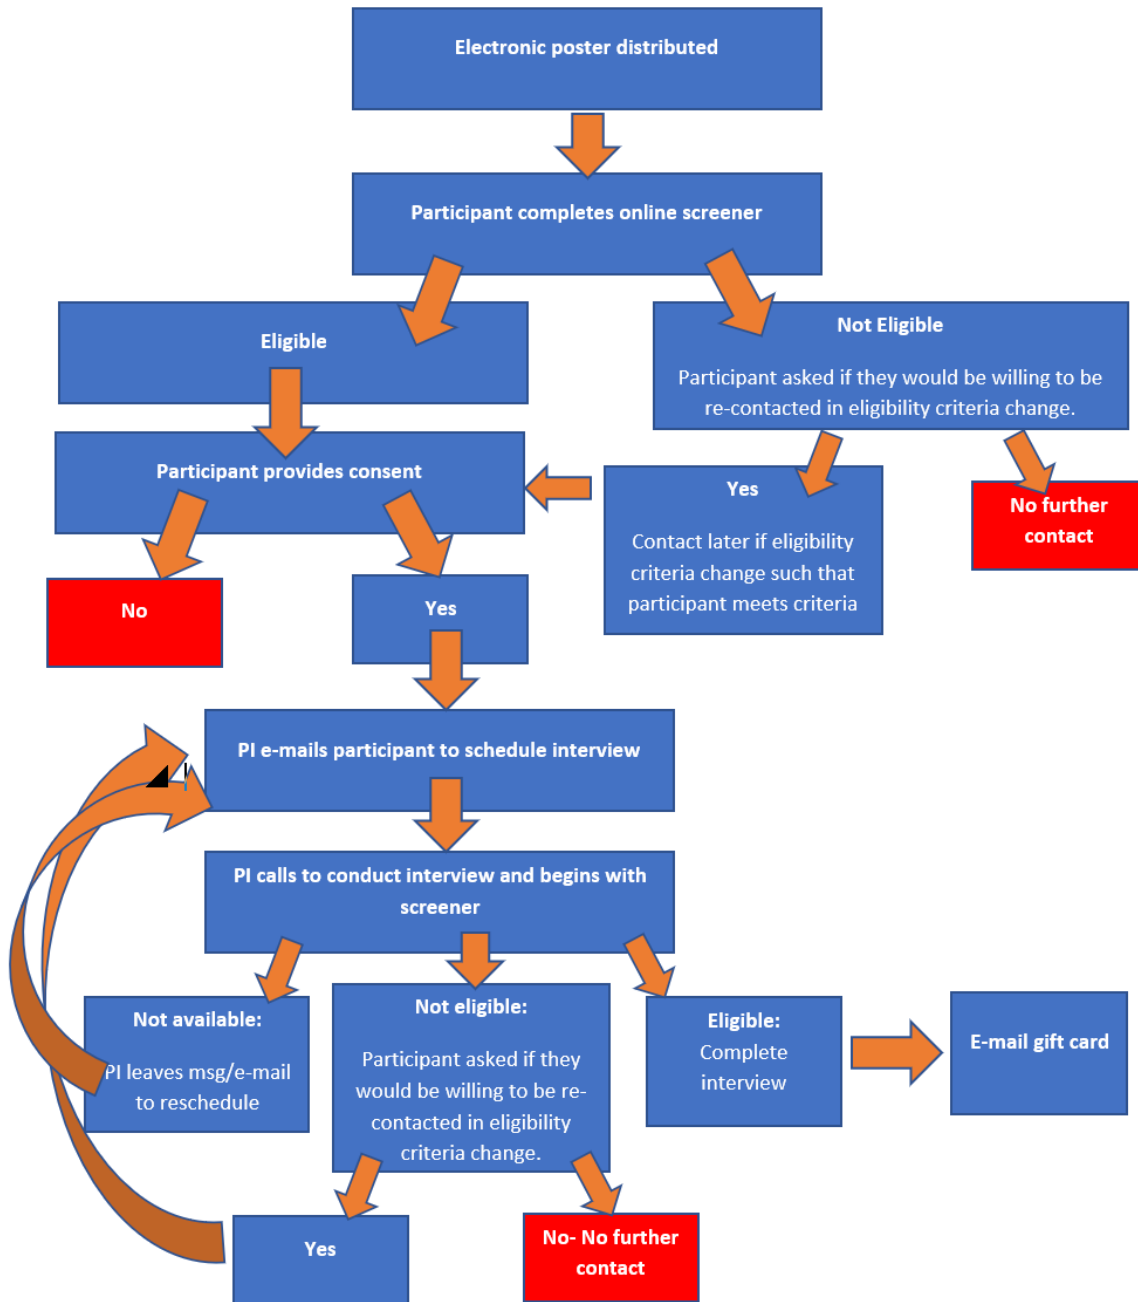 Electronic poster distributed
Participant completes online screener
Eligible
Not Eligible
Participant asked if they would be willing to be
re-contacted in eligibility criteria change.
Participant provides consent
Yes
Contact later if eligibility
criteria change such that
participant meets criteria
No further
contact
No
Yes
PI e-mails participant to schedule interview
PI calls to conduct interview and begins with
screener
Not available:
PI leaves msg/e-mail
to reschedule
Not eligible:
Participant asked if they
would be willing to be re-
contacted in eligibility
criteria change.
Eligible:
Complete
interview
E-mail gift card
Yes
No- No further
contact